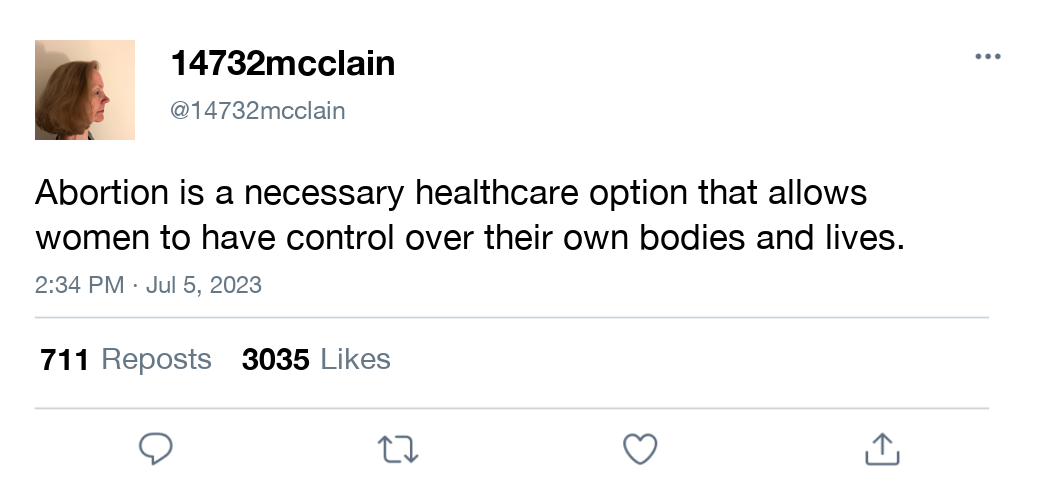 14732mcclain
@14732mcclain
Abortion is a necessary healthcare option that allows
women to have control over their own bodies and lives.
2:34 PM · Jul 5, 2023
711 Reposts 3035 Likes